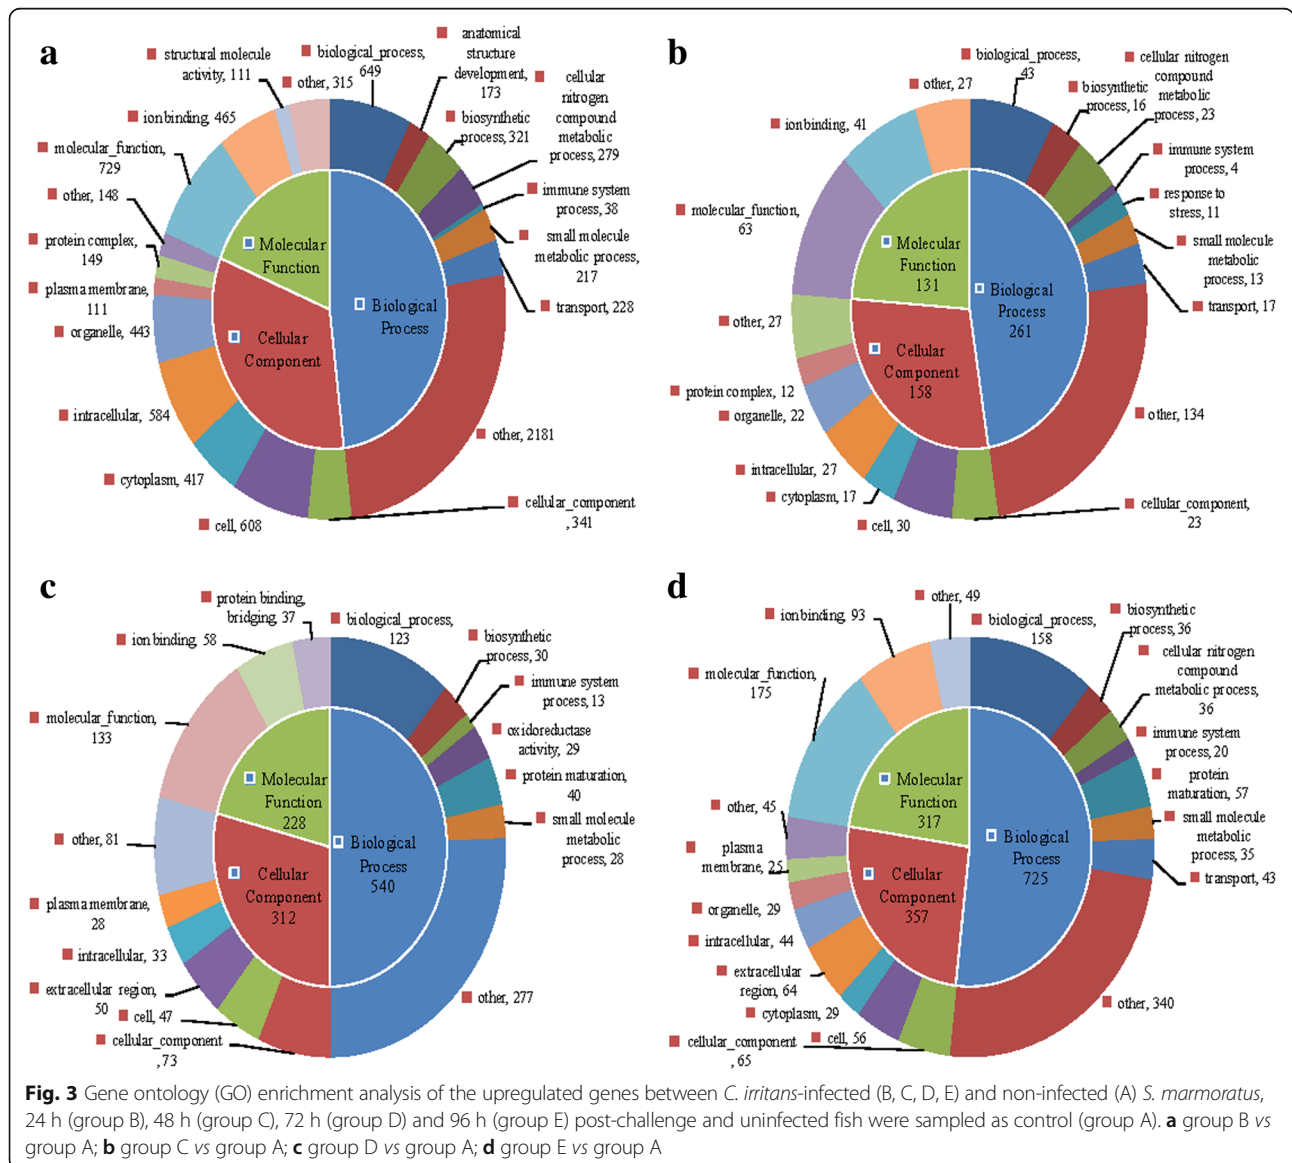 a
structural molecule
activity, 111
biological_process,
649
anatomical
structure
development,
173
other, 315
ion binding, 465
biosynthetic
process, 321
cellular
nitrogen
compound
metabolic
process, 279
molecular_function,
729
other, 148
immune system
process, 38
protein complex,
149
small molecule
metabolic process,
217
plasma membrane,
111
transport, 228
organelle, 443
Molecular
Function
Biological
Process
Cellular
Component
intracellular, 584
other, 2181
cytoplasm, 417
cell, 608
cellular_component
, 341
b
biological_process,
43
cellular nitrogen
compound
metabolic
process, 23
other, 27
biosynthetic
process, 16
ion binding, 41
immune system
process, 4
response to
stress, 11
molecular_function,
63
small molecule
metabolic
process, 13
transport, 17
Molecular
Function
131
Biological
Process
261
other, 27
Cellular
Component
158
protein complex, 12
organelle, 22
other, 134
intracellular, 27
cytoplasm, 17
cell, 30
cellular_component,
23
c
protein binding,
bridging, 37
biological_process,
123
ion binding, 58
biosynthetic
process, 30
immune system
process, 13
molecular_function,
133
oxidoreductase
activity, 29
protein maturation,
40
small molecule
metabolic
process, 28
Molecular
Function
228
Biological
Process
540
other, 81
Cellular
Component
312
plasma membrane,
28
intracellular, 33
extracellular region,
50
cell, 47
other, 277
cellular_component
, 73
d
other, 49
ion binding, 93
biological_process,
158
biosynthetic
process, 36
cellular nitrogen
compound
metabolic process,
36
molecular_function,
175
immune system
process, 20
protein
maturation, 57
other, 45
small molecule
metabolic
process, 35
Molecular
Function
317
Biological
Process
725
plasma
membrane, 25
Cellular
Component
357
transport, 43
organelle, 29
intracellular, 44
extracellular
region, 64
cytoplasm, 29
cell, 56
other, 340
cellular_component,
65
Fig. 3 Gene ontology (GO) enrichment analysis of the upregulated genes between C. irritans-infected (B, C, D, E) and non-infected (A) S. marmoratus,
24 h (group B), 48 h (group C), 72 h (group D) and 96 h (group E) post-challenge and uninfected fish were sampled as control (group A). a group B vs
group A; b group C vs group A; c group D vs group A; d group E vs group A